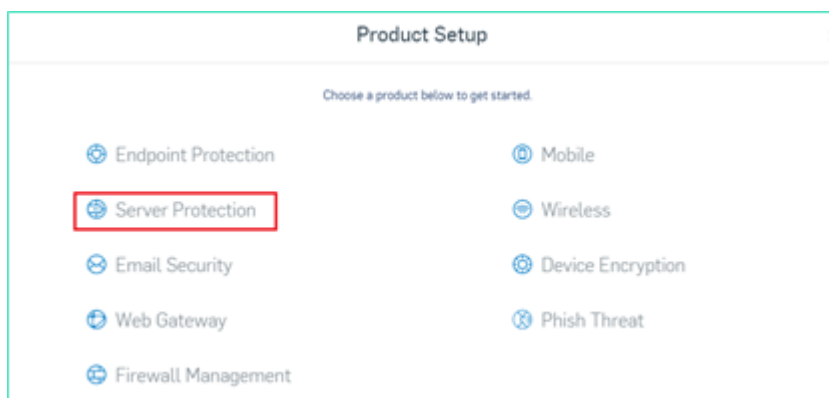 Product Setup
Choose a product below to get started.
Endpoint Protection
Mobile
Server Protection
Wireless
Email Security
Device Encryption
Web Gateway
Phish Threat
Firewall Management